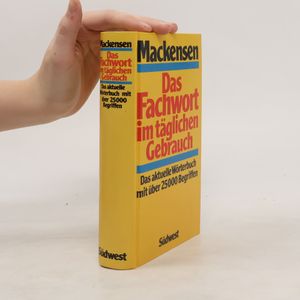 Mackensen
Das
Fachwort
im täglichen
Gebrauch
Das aktuelle Wörterbuch mit
über 25000 Begriffen
Mackensen
Das
Fachwort
im täglichen
Gebrauch
Das aktuelle Wörterbuch
mit über 25000 Begriffen
Südwest
Südwest